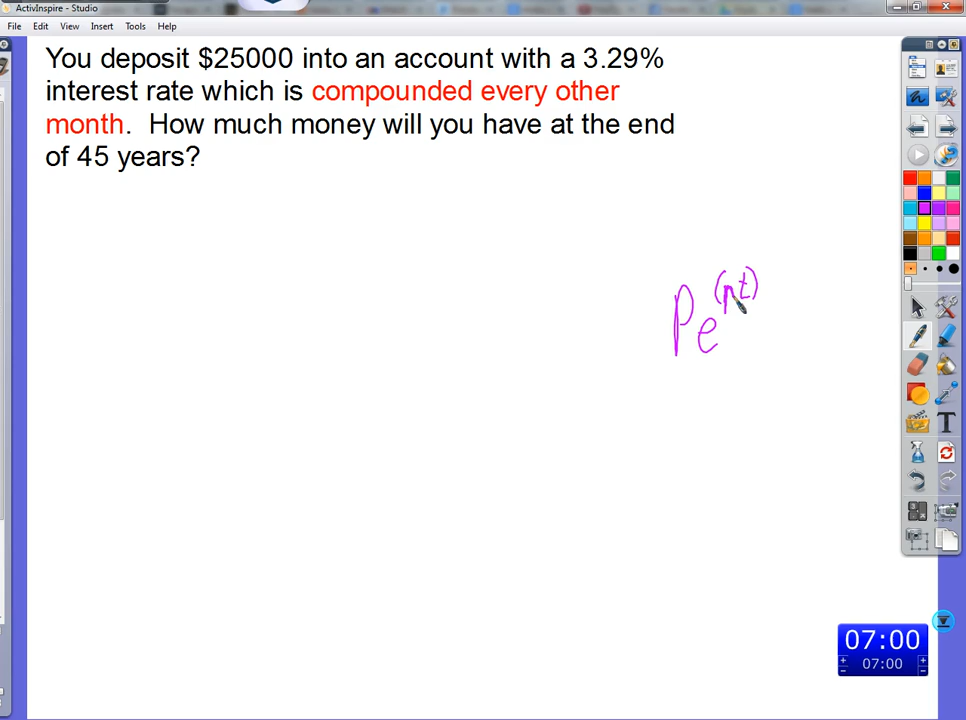 ActivInspire - Studio
File Edit View Insert Tools Help
You deposit $25000 into an account with a 3.29%
interest rate which is compounded every other
month. How much money will you have at the end
of 45 years?
Pe^(rt)
07:00
07:00